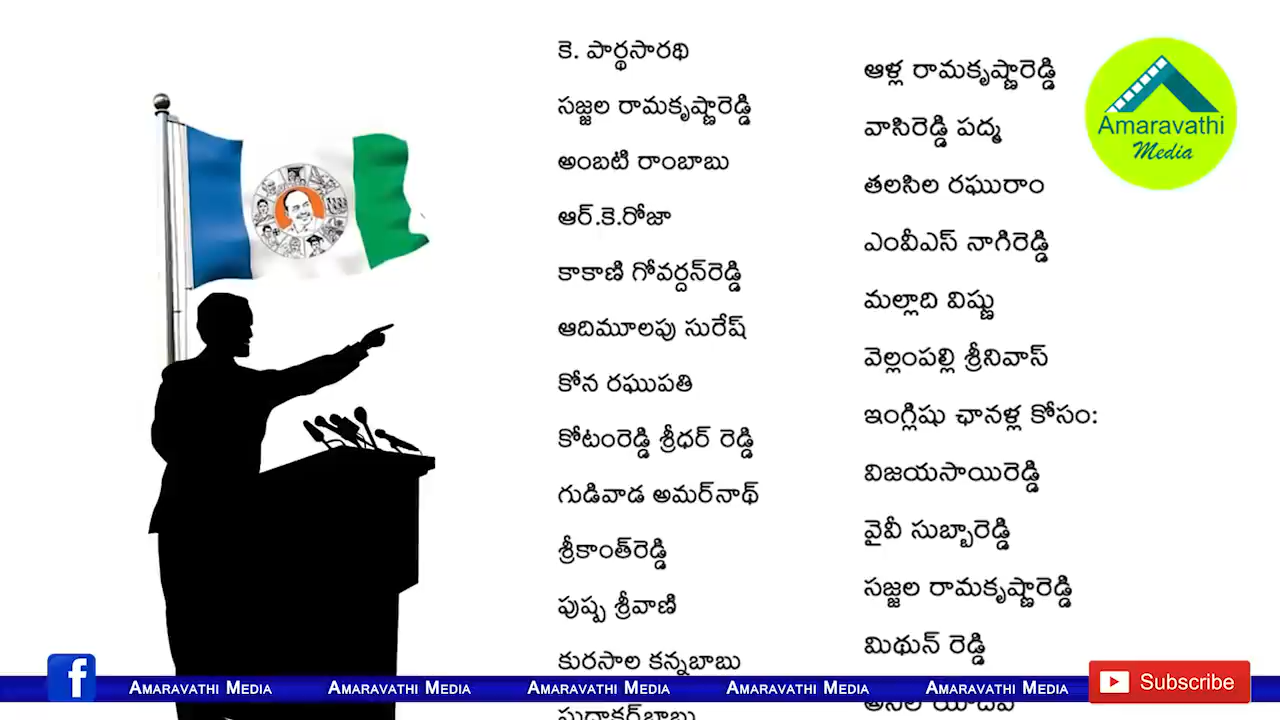 కె. పార్థసారథి
సజ్జల రామకృష్ణారెడ్డి
అంబటి రాంబాబు
ఆర్.కె.రోజా
కాకాణి గోవర్దన్‌రెడ్డి
ఆదిమూలపు సురేష్
కోన రఘుపతి
కోటంరెడ్డి శ్రీధర్ రెడ్డి
గుడివాడ అమర్‌నాథ్
శ్రీకాంత్‌రెడ్డి
పుష్ప శ్రీవాణి
కురసాల కన్నబాబు
ఆళ్ల రామకృష్ణారెడ్డి
వాసిరెడ్డి పద్మ
తలసిల రఘురాం
ఎంవీఎస్ నాగిరెడ్డి
మల్లాది విష్ణు
వెల్లంపల్లి శ్రీనివాస్
ఇంగ్లిషు ఛానళ్ల కోసం:
విజయసాయిరెడ్డి
వైవీ సుబ్బారెడ్డి
సజ్జల రామకృష్ణారెడ్డి
మిథున్ రెడ్డి
Amaravathi
Media
f
Amaravathi Media Amaravathi Media Amaravathi Media Amaravathi Media Amaravathi Media
Subscribe